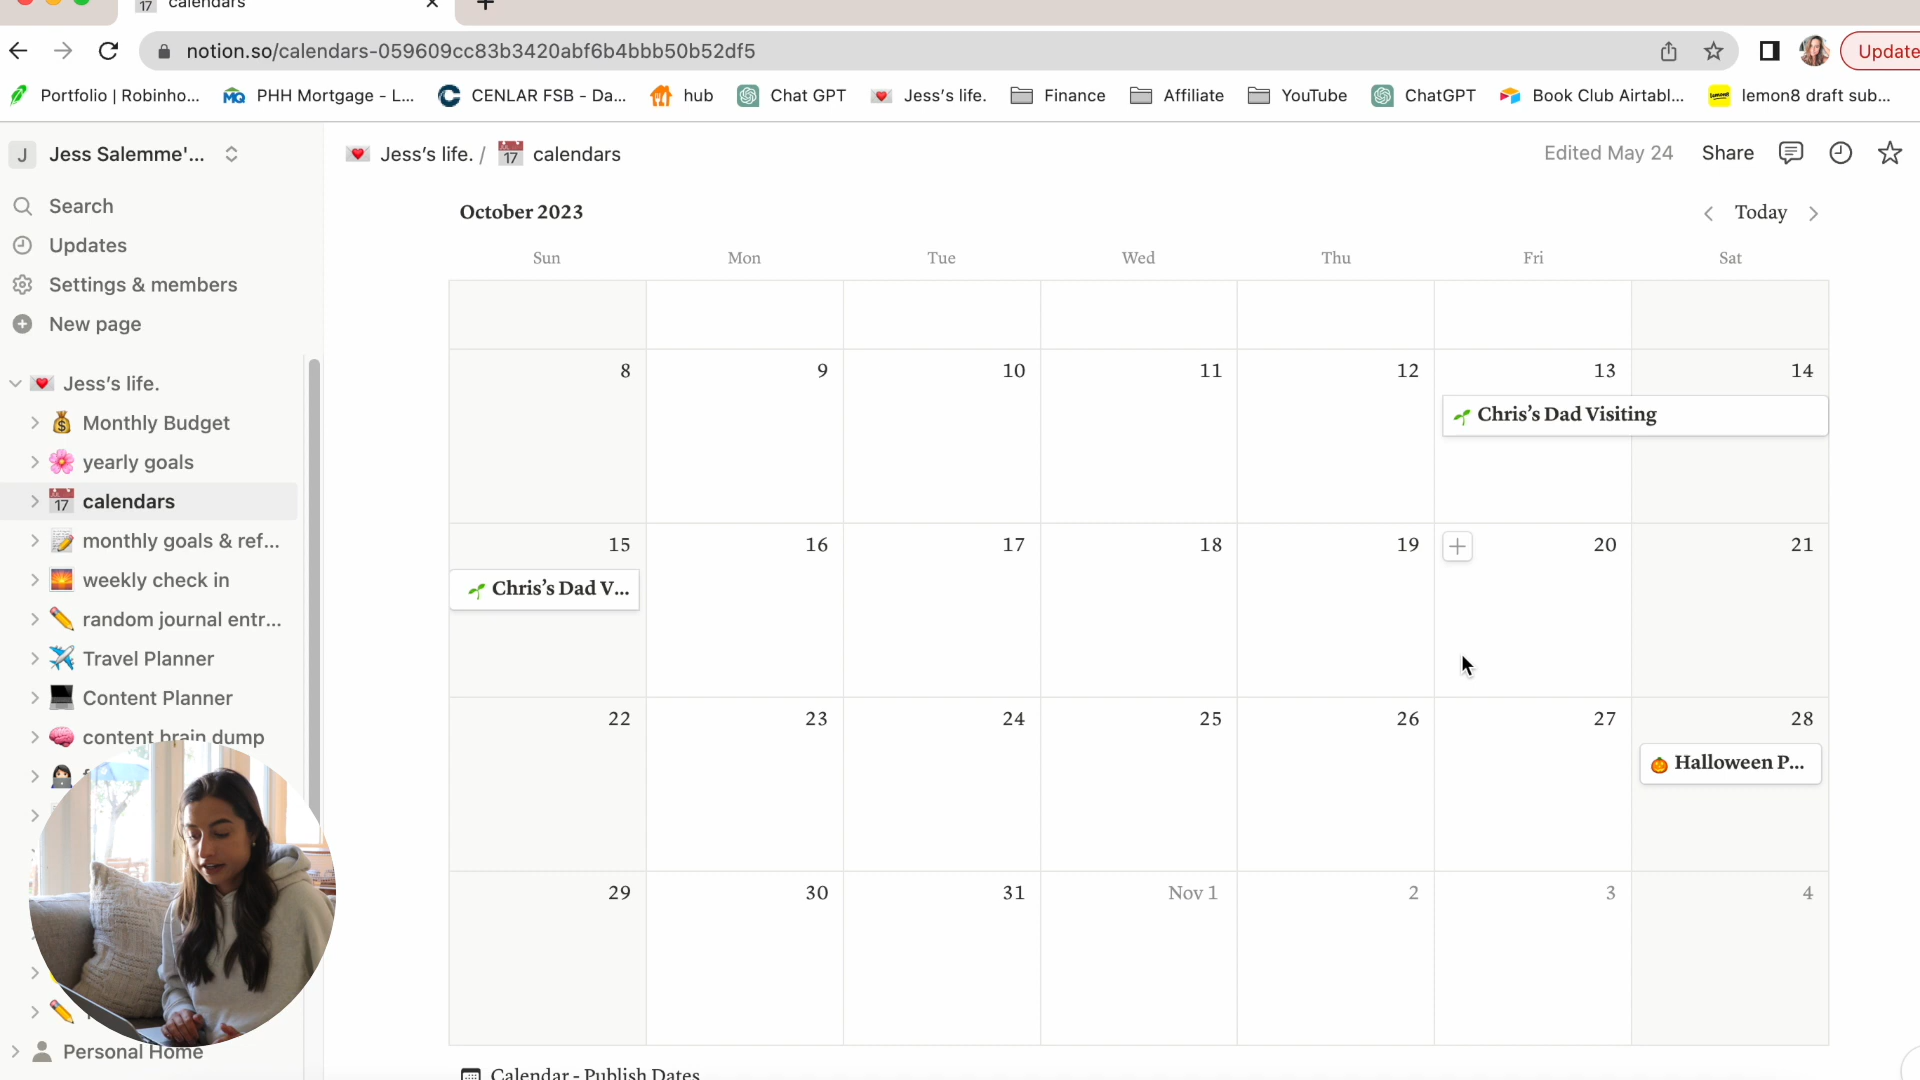 calendars
notion.so/calendars-059609cc83b3420abf6b4bbb50b52df5
Update
Portfolio | Robinho... PHH Mortgage - L... CENLAR FSB - Da... hub Chat GPT Jess's life. Finance Affiliate YouTube ChatGPT Book Club Airtabl... lemon8 draft sub...
J Jess Salemme'...
Jess's life. / calendars
Edited May 24 Share
Search
Updates
Settings & members
New page
Jess's life.
Monthly Budget
yearly goals
17 calendars
monthly goals & ref...
weekly check in
random journal entr...
Travel Planner
Content Planner
content brain dump
Personal Home
October 2023
Today
Sun Mon Tue Wed Thu Fri Sat
8 9 10 11 12 13 14
Chris's Dad Visiting
15 16 17 18 19 20 21
Chris's Dad V...
22 23 24 25 26 27 28
Halloween P...
29 30 31 Nov 1 2 3 4
Calendar - Publish Dates